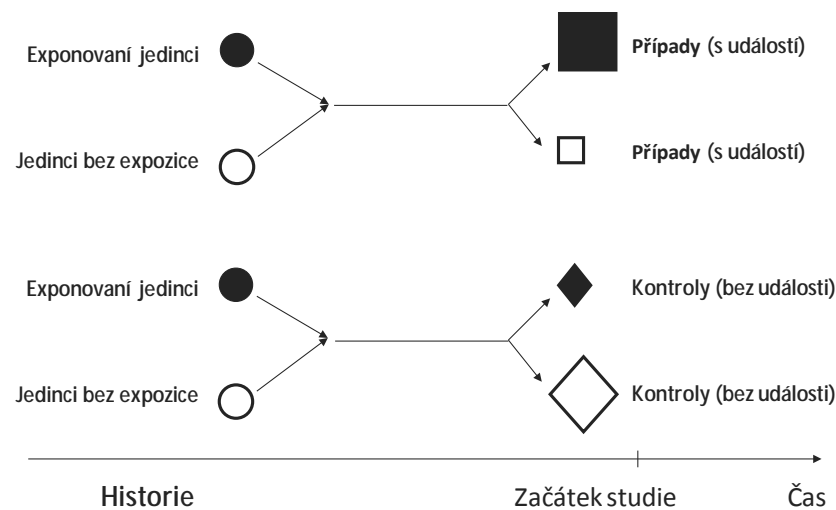 Exponovaní jedinci
Případy (s událostí)
Jedinci bez expozice
Případy (s událostí)
Exponovaní jedinci
Kontroly (bez události)
Jedinci bez expozice
Kontroly (bez události)
Historie
Začátek studie
Čas